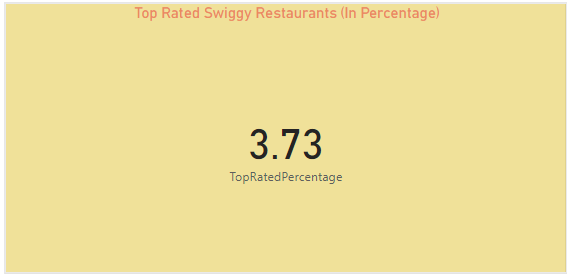 Top Rated Swiggy Restaurants (In Percentage)
3.73
TopRatedPercentage